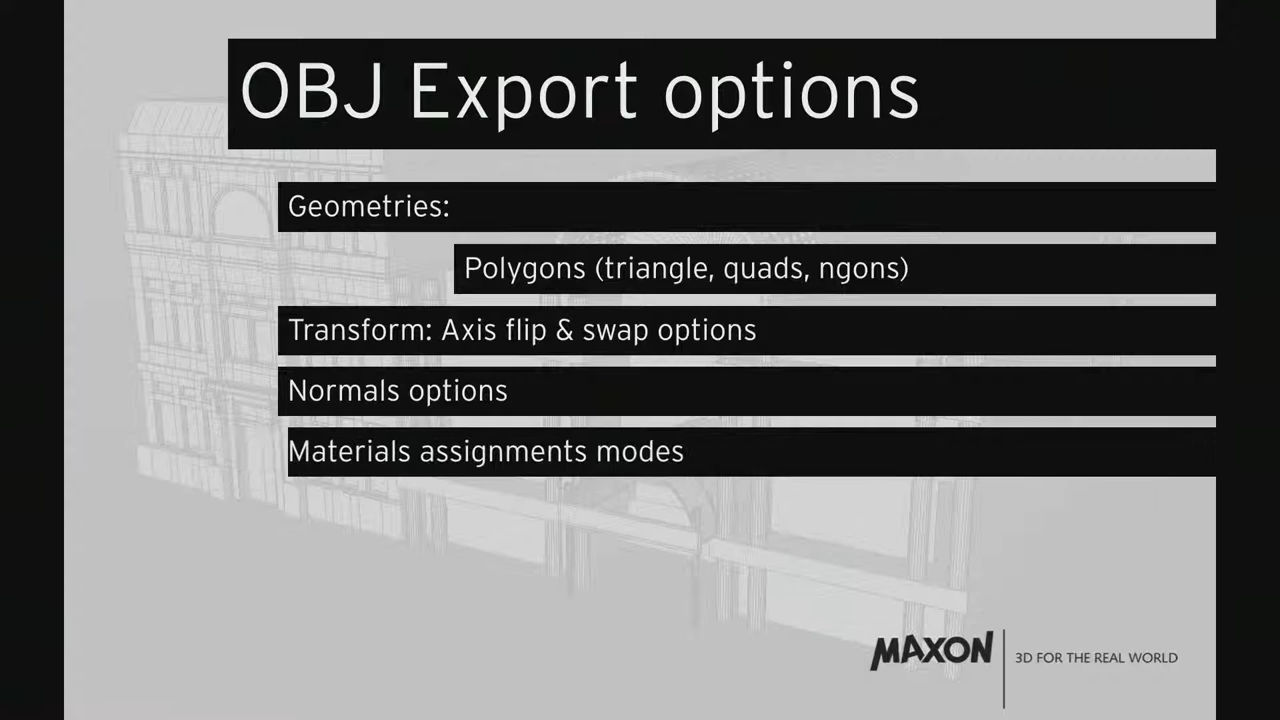 OBJ Export options
Geometries:
Polygons (triangle, quads, ngons)
Transform: Axis flip & swap options
Normals options
Materials assignments modes
MAXON
3D FOR THE REAL WORLD